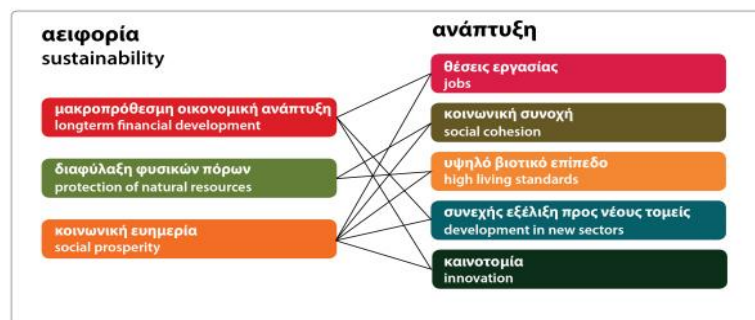 αειφορία
sustainability
μακροπρόθεσμη οικονομική ανάπτυξη
longterm financial development
διαφύλαξη φυσικών πόρων
protection of natural resources
κοινωνική ευημερία
social prosperity
ανάπτυξη
θέσεις εργασίας
jobs
κοινωνική συνοχή
social cohesion
υψηλό βιοτικό επίπεδο
high living standards
συνεχής εξέλιξη προς νέους τομείς
development in new sectors
καινοτομία
innovation